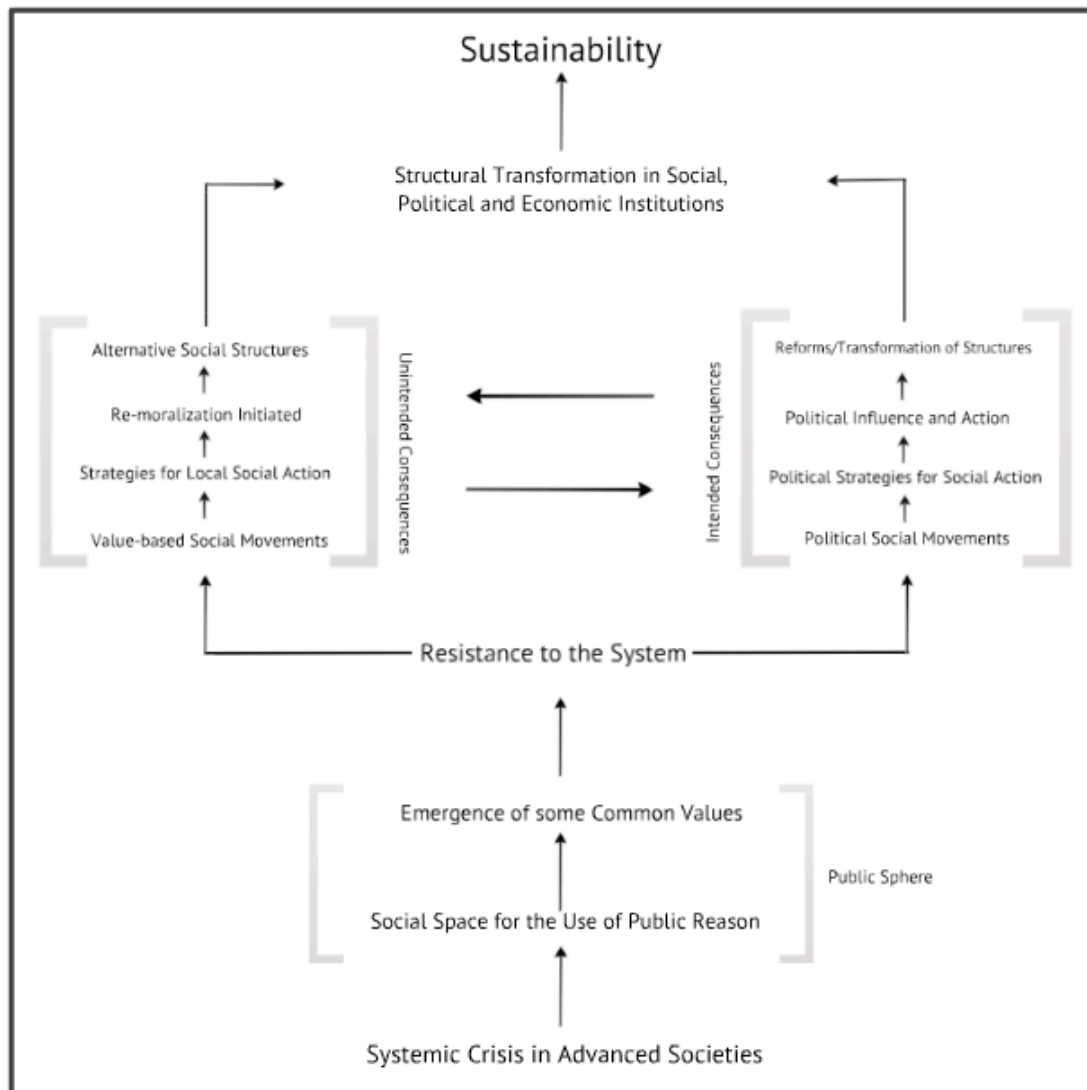 Sustainability
Structural Transformation in Social,
Political and Economic Institutions
Alternative Social Structures
Re-moralization Initiated
Strategies for Local Social Action
Value-based Social Movements
Unintended Consequences
Intended Consequences
Reforms/Transformation of Structures
Political Influence and Action
Political Strategies for Social Action
Political Social Movements
Resistance to the System
Emergence of some Common Values
Social Space for the Use of Public Reason
Public Sphere
Systemic Crisis in Advanced Societies